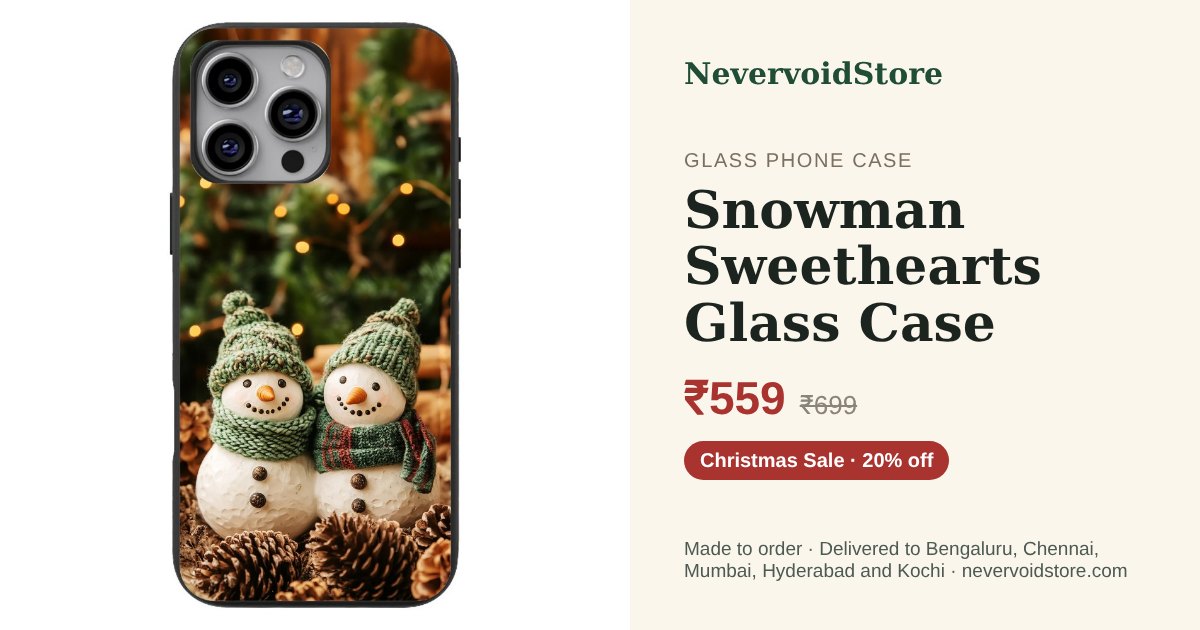 NevervoidStore
GLASS PHONE CASE
Snowman
Sweethearts
Glass Case
₹559 ₹699
Christmas Sale · 20% off
Made to order · Delivered to Bengaluru, Chennai,
Mumbai, Hyderabad and Kochi · nevervoidstore.com